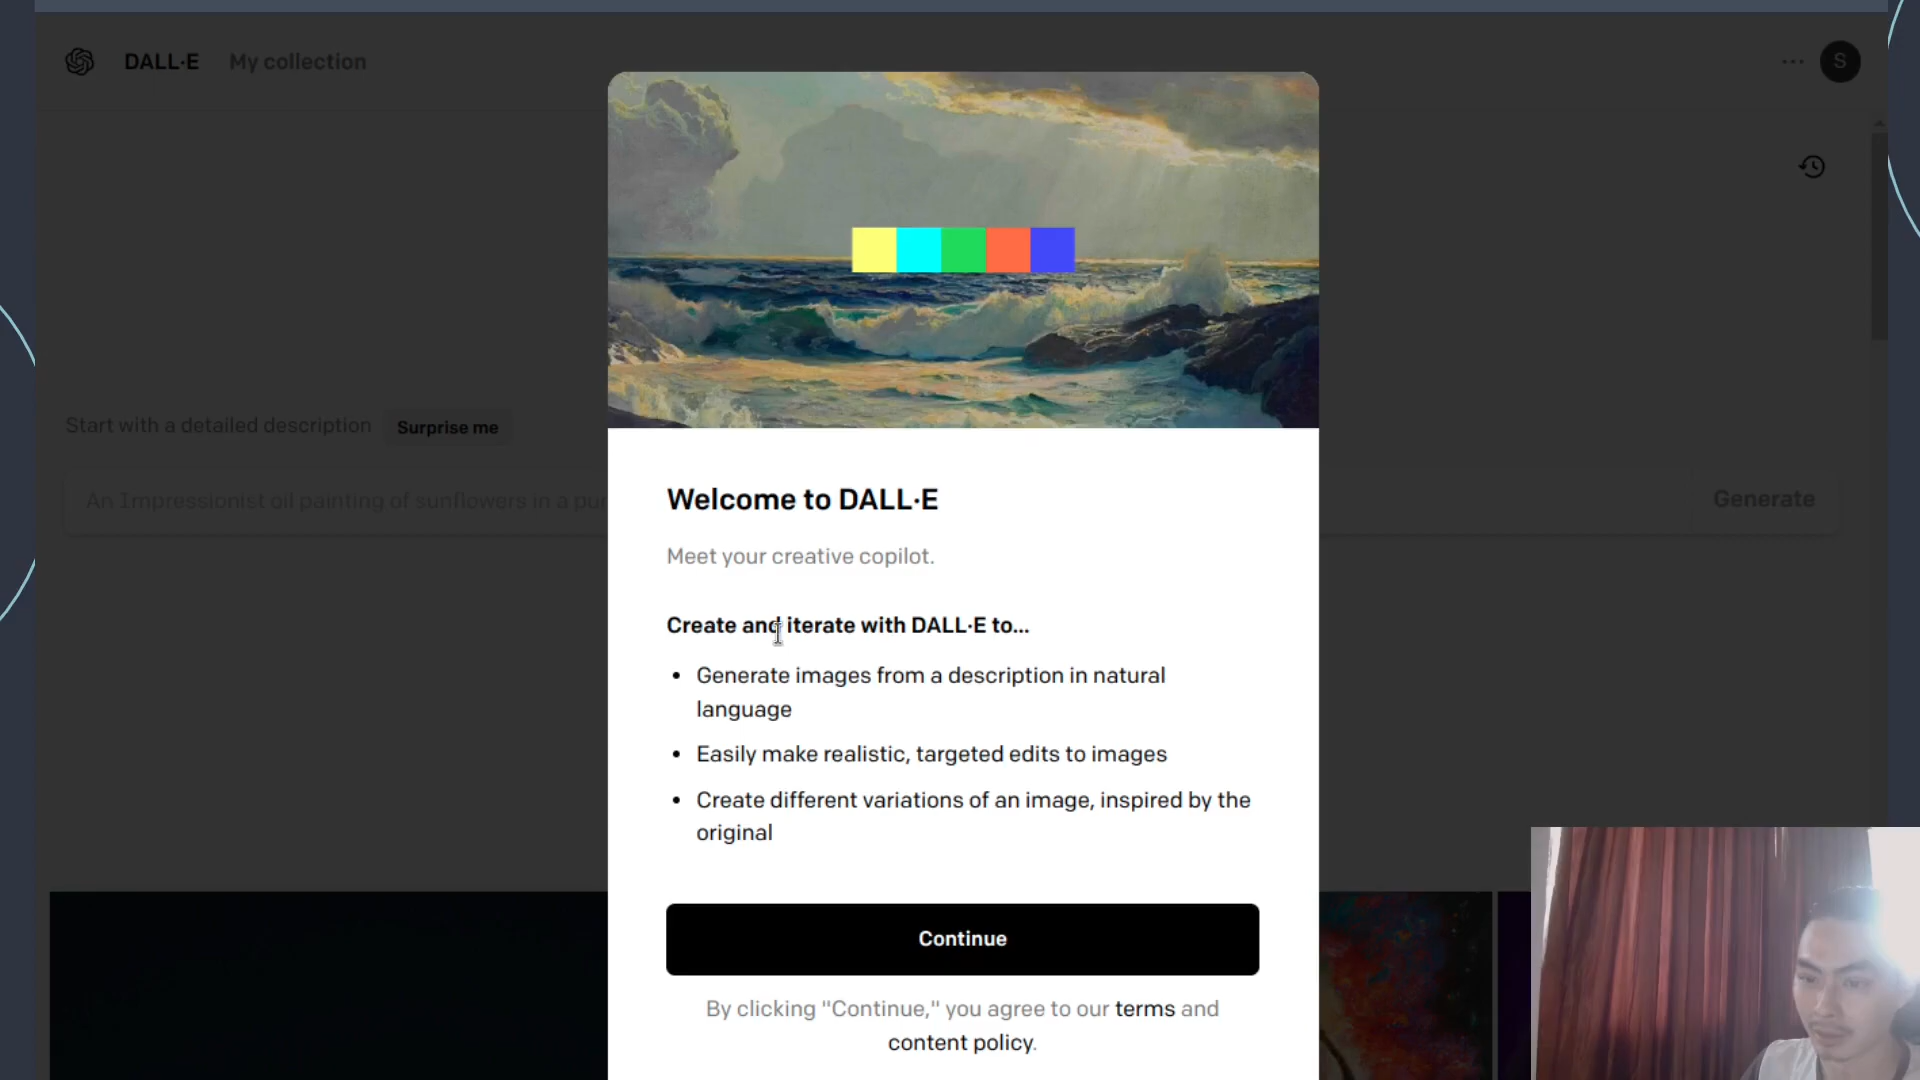 DALL·E My collection
S
Start with a detailed description Surprise me
An Impressionist oil painting of sunflowers in a
Generate
Welcome to DALL·E
Meet your creative copilot.
Create and iterate with DALL·E to...
• Generate images from a description in natural
language
• Easily make realistic, targeted edits to images
• Create different variations of an image, inspired by the
original
Continue
By clicking "Continue," you agree to our terms and
content policy.